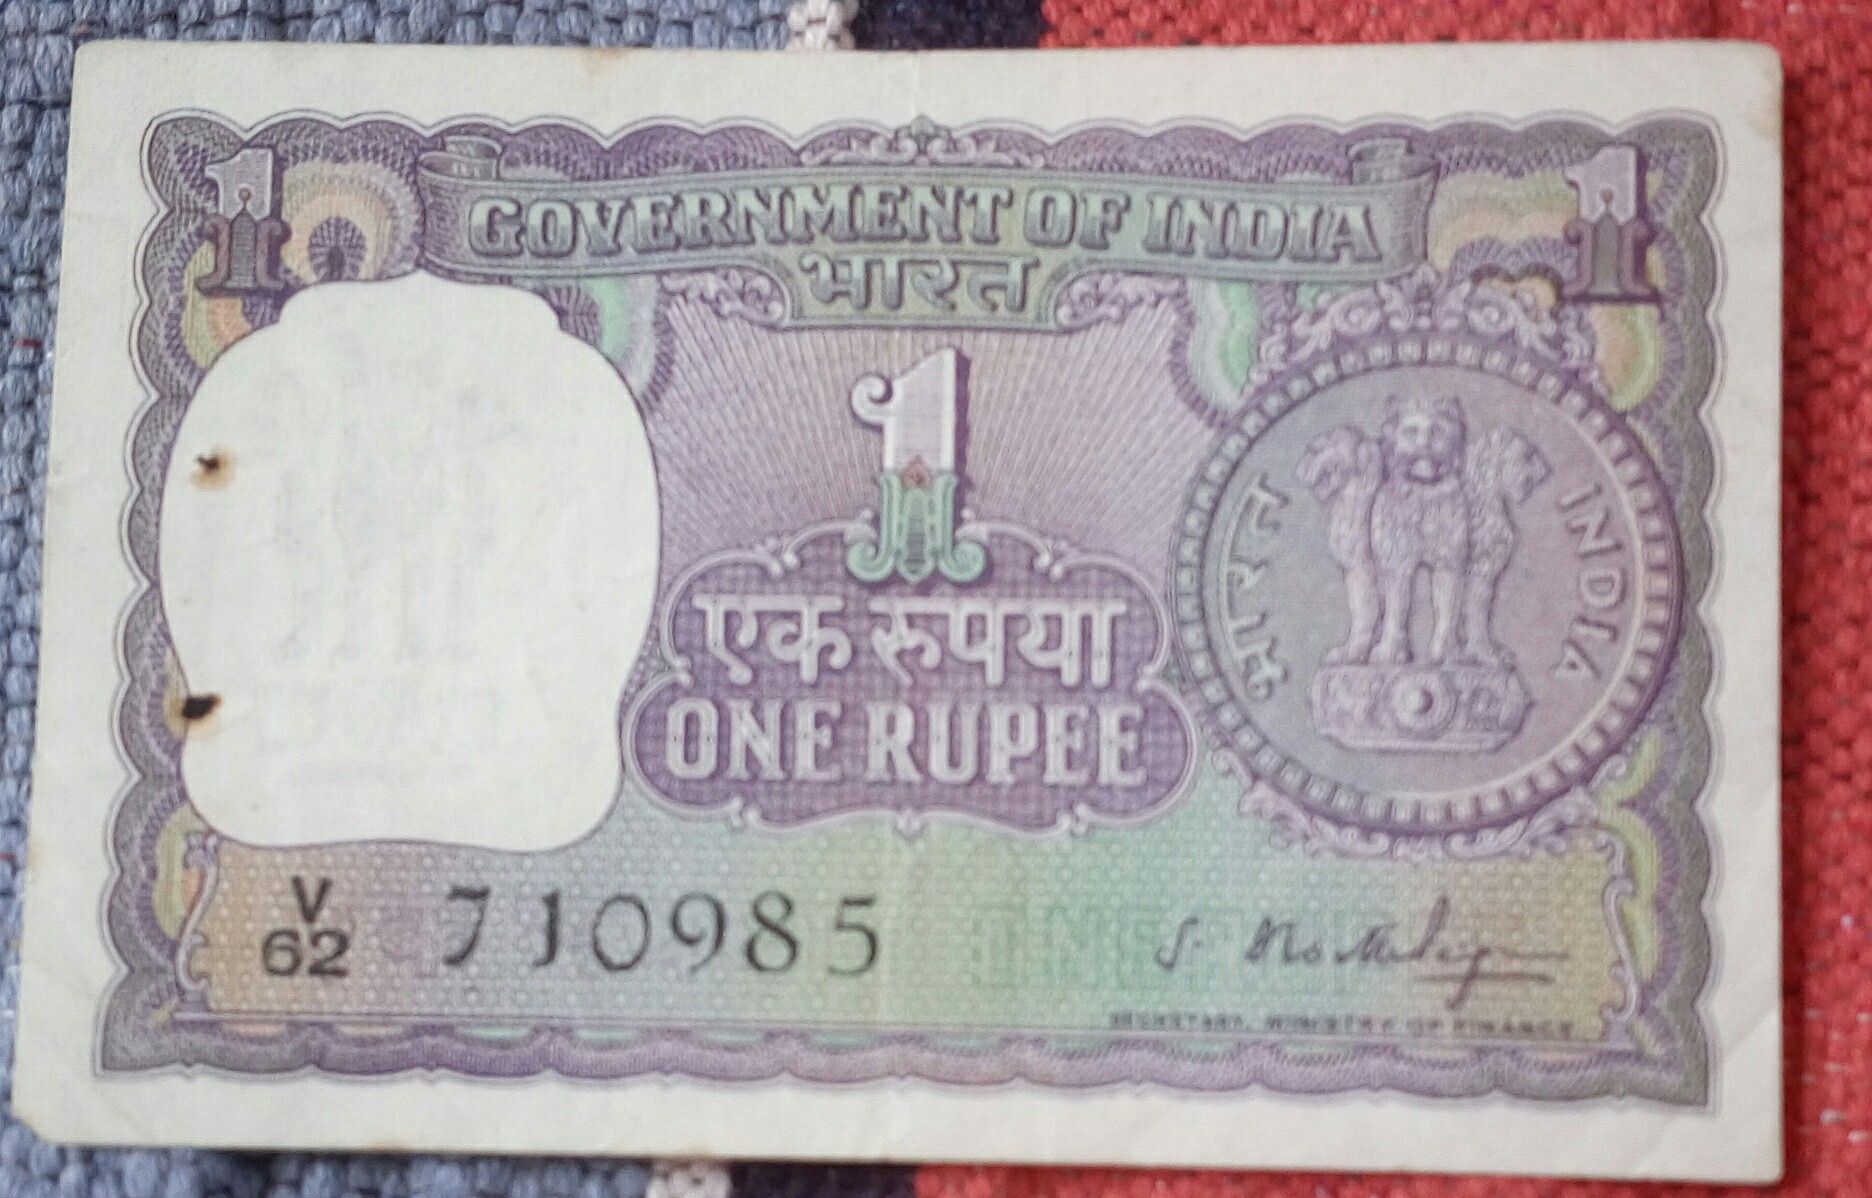 1 1
GOVERNMENT OF INDIA
भारत
1
एक रुपया
ONE RUPEE
भारत INDIA
V
62 710985
SECRETARY, MINISTRY OF FINANCE